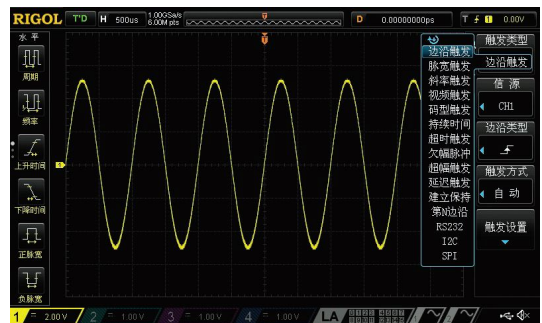 RIGOL T'D H 500us 1.00GSa/s 6.00M pts D 0.00000000ps T 1 0.00V
水平
周期
频率
上升时间
下降时间
正脉宽
负脉宽
边沿触发
脉宽触发
斜率触发
视频触发
码型触发
持续时间
超时触发
欠幅脉冲
超幅触发
延迟触发
建立保持
第N边沿
RS232
I2C
SPI
触发类型
边沿触发
信源
CH1
边沿类型
触发方式
自动
触发设置
1 = 2.00 V 2 = 1.00 V 3 = 1.00 V 4 = 1.00 V LA